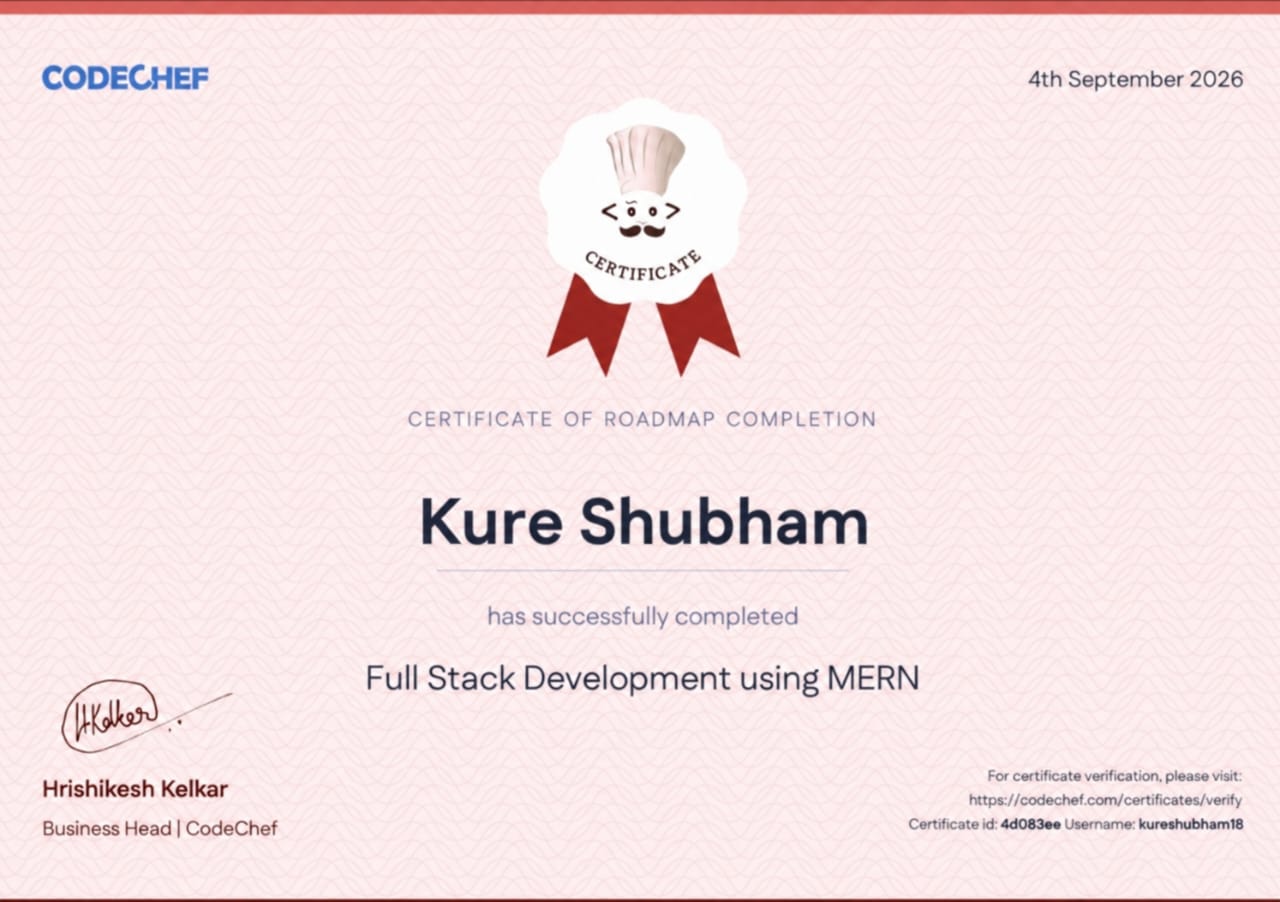 CODECHEF
4th September 2026
< >
CERTIFICATE
CERTIFICATE OF ROADMAP COMPLETION
Kure Shubham
has successfully completed
Full Stack Development using MERN
HKelker
Hrishikesh Kelkar
Business Head | CodeChef
For certificate verification, please visit:
https://codechef.com/certificates/verify
Certificate id: 4d083ee Username: kureshubham18